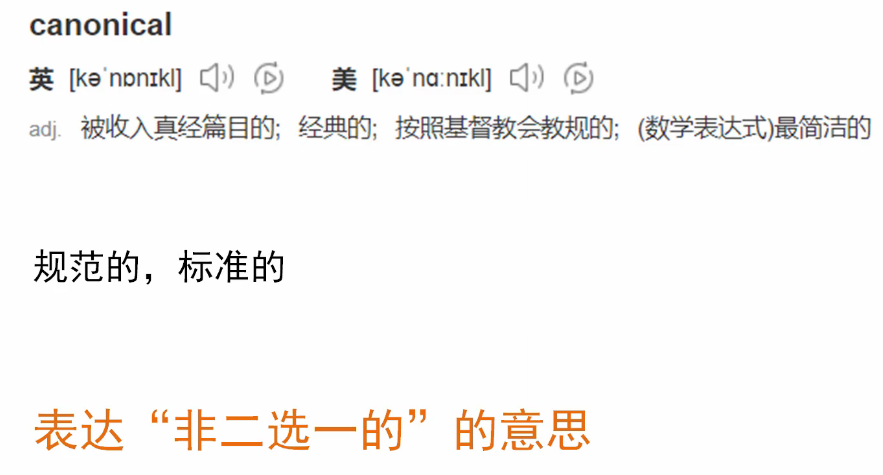 canonical
英 [kəˈnɒnɪkl] 美 [kəˈnɑːnɪkl]
adj. 被收入真经篇目的; 经典的; 按照基督教会教规的; (数学表达式)最简洁的
规范的，标准的
表达“非二选一的”的意思